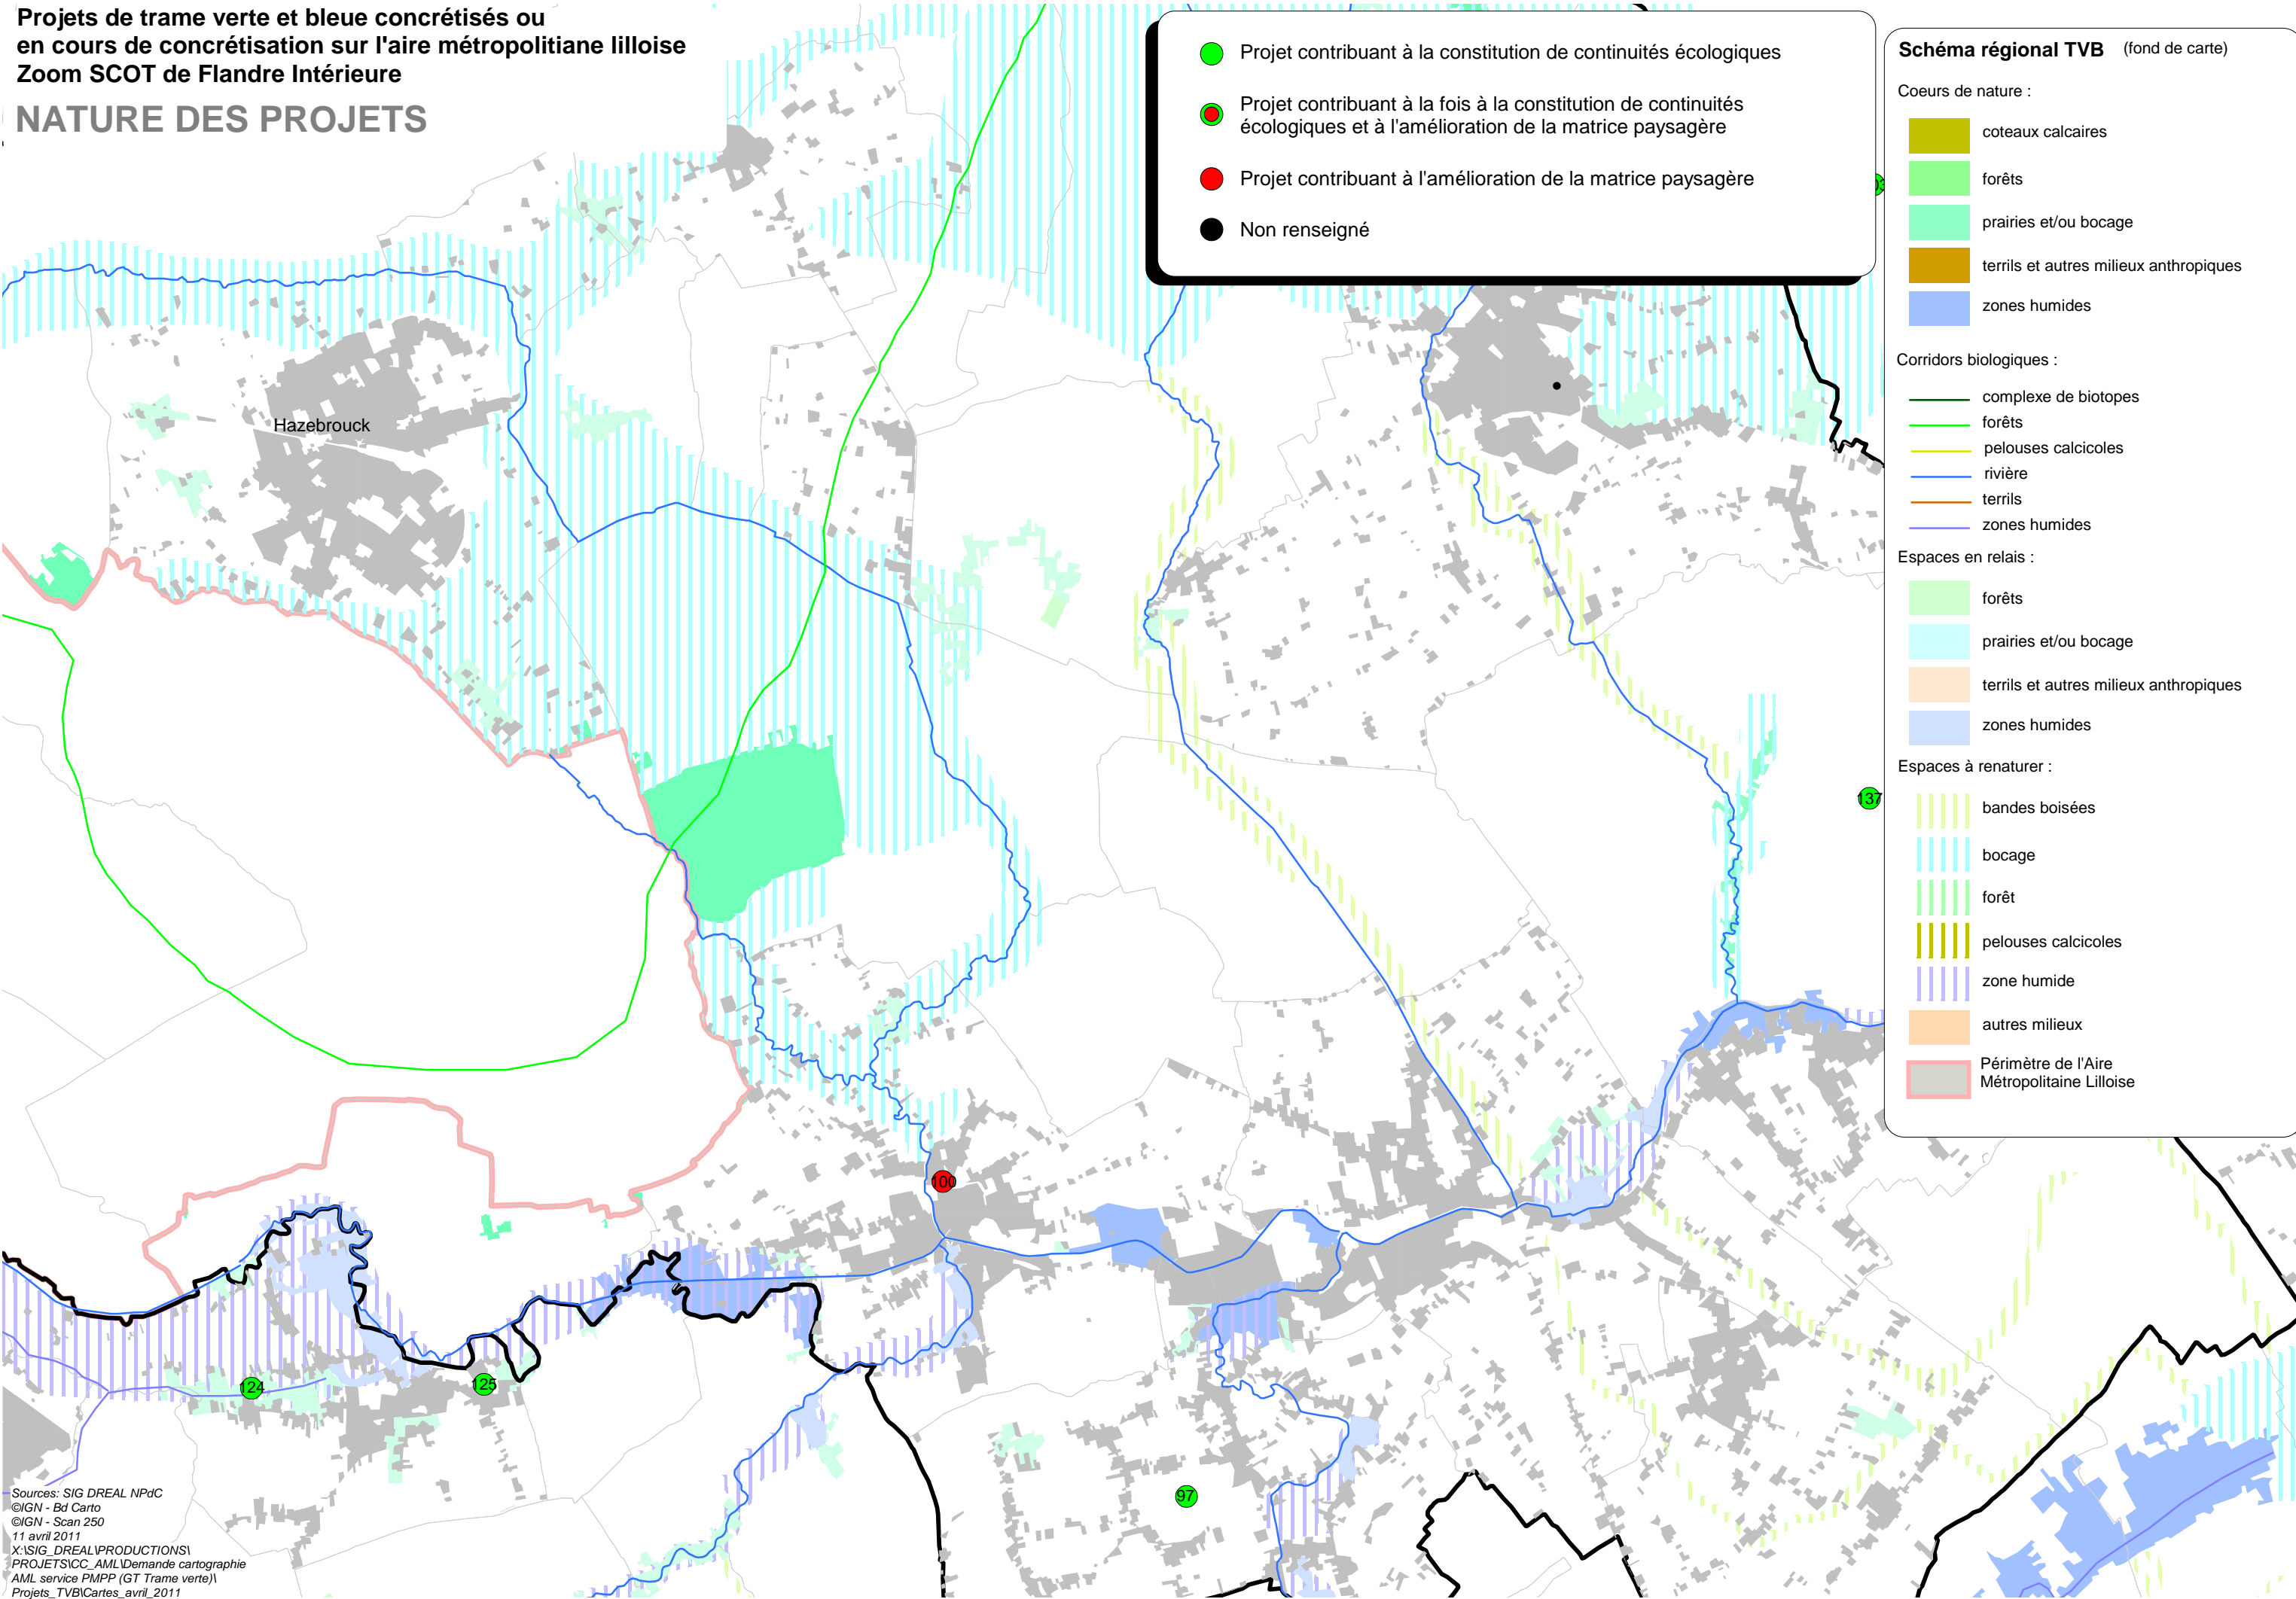 Projets de trame verte et bleue concrétisés ou
en cours de concrétisation sur l'aire métropolitiane lilloise
Zoom SCOT de Flandre Intérieure
NATURE DES PROJETS
Projet contribuant à la constitution de continuités écologiques
Projet contribuant à la fois à la constitution de continuités
écologiques et à l'amélioration de la matrice paysagère
Projet contribuant à l'amélioration de la matrice paysagère
Non renseigné
Schéma régional TVB (fond de carte)
Coeurs de nature :
coteaux calcaires
forêts
prairies et/ou bocage
terrils et autres milieux anthropiques
zones humides
Corridors biologiques :
complexe de biotopes
forêts
pelouses calcicoles
rivière
terrils
zones humides
Espaces en relais :
forêts
prairies et/ou bocage
terrils et autres milieux anthropiques
zones humides
Espaces à renaturer :
bandes boisées
bocage
forêt
pelouses calcicoles
zone humide
autres milieux
Périmètre de l'Aire
Métropolitaine Lilloise
Hazebrouck
137
100
124
125
97
Sources: SIG DREAL NPdC
©IGN - Bd Carto
©IGN - Scan 250
11 avril 2011
X:\SIG_DREAL\PRODUCTIONS\
PROJETS\CC_AML\Demande cartographie
AML service PMPP (GT Trame verte)\
Projets_TVB\Cartes_avril_2011